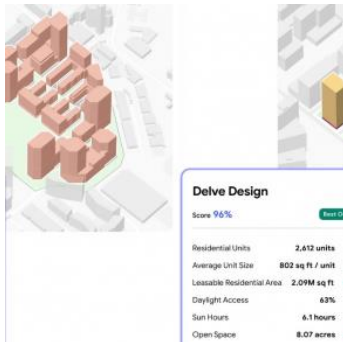 Delve Design
Score 96%
Best O
Residential Units 2,612 units
Average Unit Size 802 sq ft / unit
Leasable Residential Area 2.09M sq ft
Daylight Access 63%
Sun Hours 6.1 hours
Open Space 8.07 acres